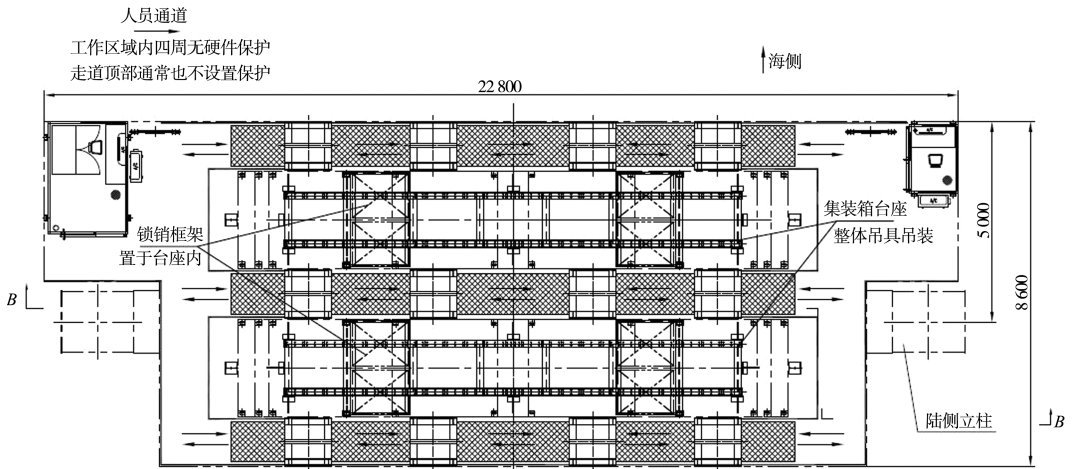 人员通道
工作区域内四周无硬件保护
走道顶部通常也不设置保护
海侧
22 800
锁销框架
置于台座内
集装箱台座
整体吊具吊装
5 000
8 600
B
B
陆侧立柱